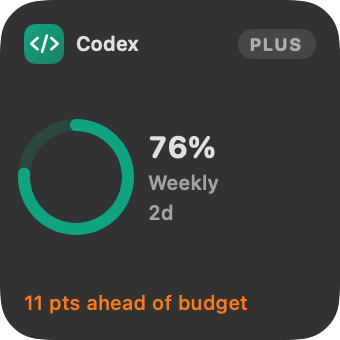 </> Codex
PLUS
76%
Weekly
2d
11 pts ahead of budget